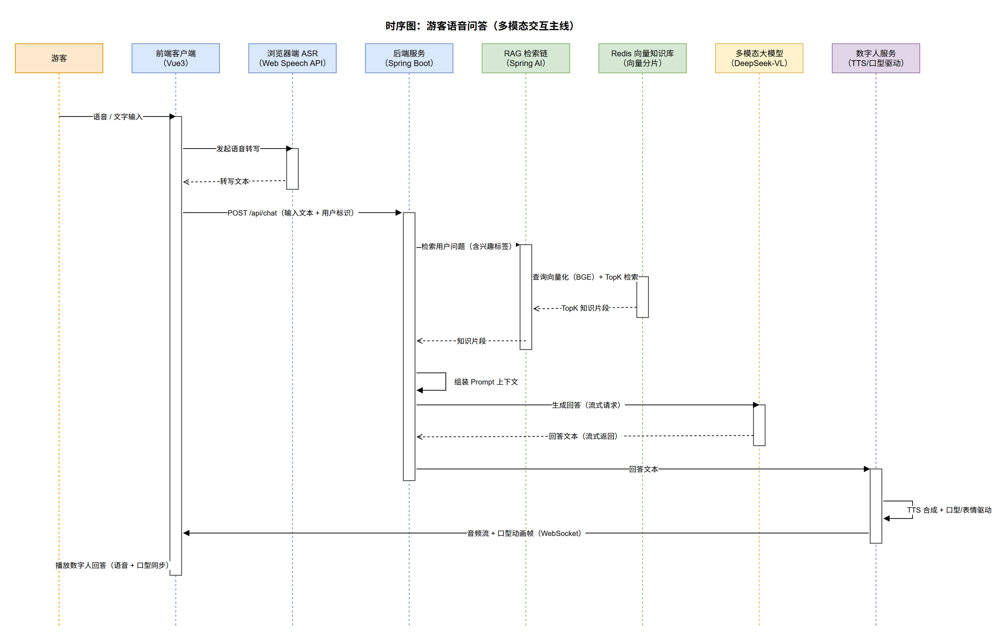 时序图：游客语音问答（多模态交互主线）
游客
前端客户端
（Vue3）
浏览器端 ASR
（Web Speech API）
后端服务
（Spring Boot）
RAG 检索链
（Spring AI）
Redis 向量知识库
（向量分片）
多模态大模型
（DeepSeek-VL）
数字人服务
（TTS/口型驱动）
语音 / 文字输入
发起语音转写
转写文本
POST /api/chat（输入文本 + 用户标识）
检索用户问题（含兴趣标签）
查询向量化（BGE）+ TopK 检索
TopK 知识片段
知识片段
组装 Prompt 上下文
生成回答（流式请求）
回答文本（流式返回）
回答文本
TTS 合成 + 口型/表情驱动
音频流 + 口型动画帧（WebSocket）
播放数字人回答（语音 + 口型同步）